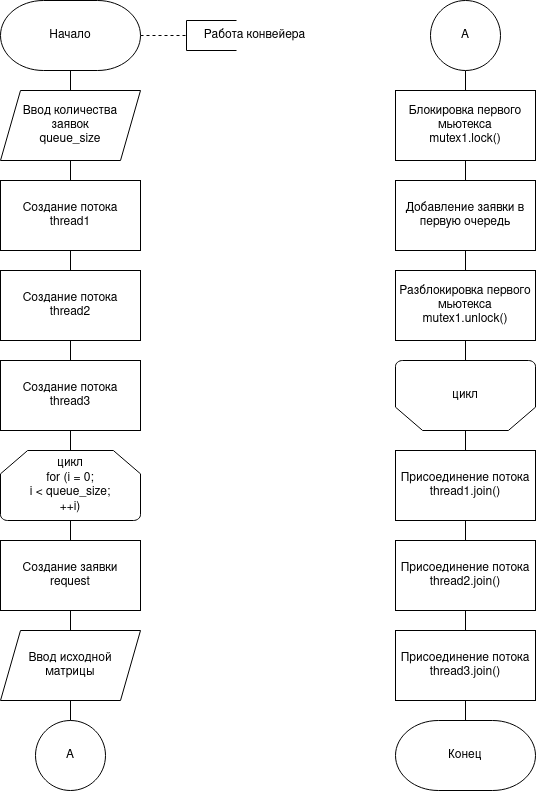 Начало
Работа конвейера
Ввод количества
заявок
queue_size
Создание потока
thread1
Создание потока
thread2
Создание потока
thread3
цикл
for (i = 0;
i < queue_size;
++i)
Создание заявки
request
Ввод исходной
матрицы
А
А
Блокировка первого
мьютекса
mutex1.lock()
Добавление заявки в
первую очередь
Разблокировка первого
мьютекса
mutex1.unlock()
цикл
Присоединение потока
thread1.join()
Присоединение потока
thread2.join()
Присоединение потока
thread3.join()
Конец